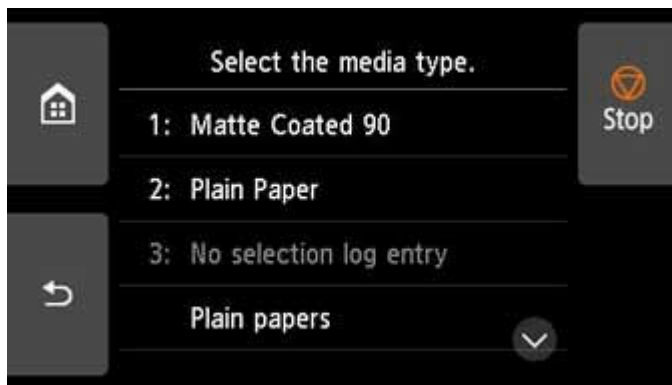 Select the media type.
1: Matte Coated 90
Stop
2: Plain Paper
3: No selection log entry
Plain papers